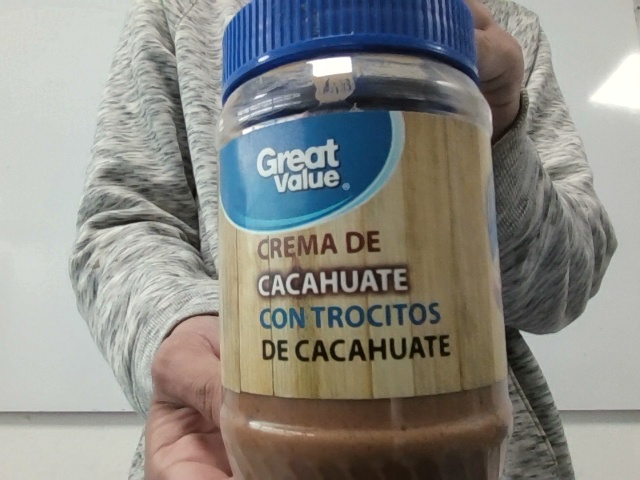 Great
Value®
CREMA DE
CACAHUATE
CON TROCITOS
DE CACAHUATE